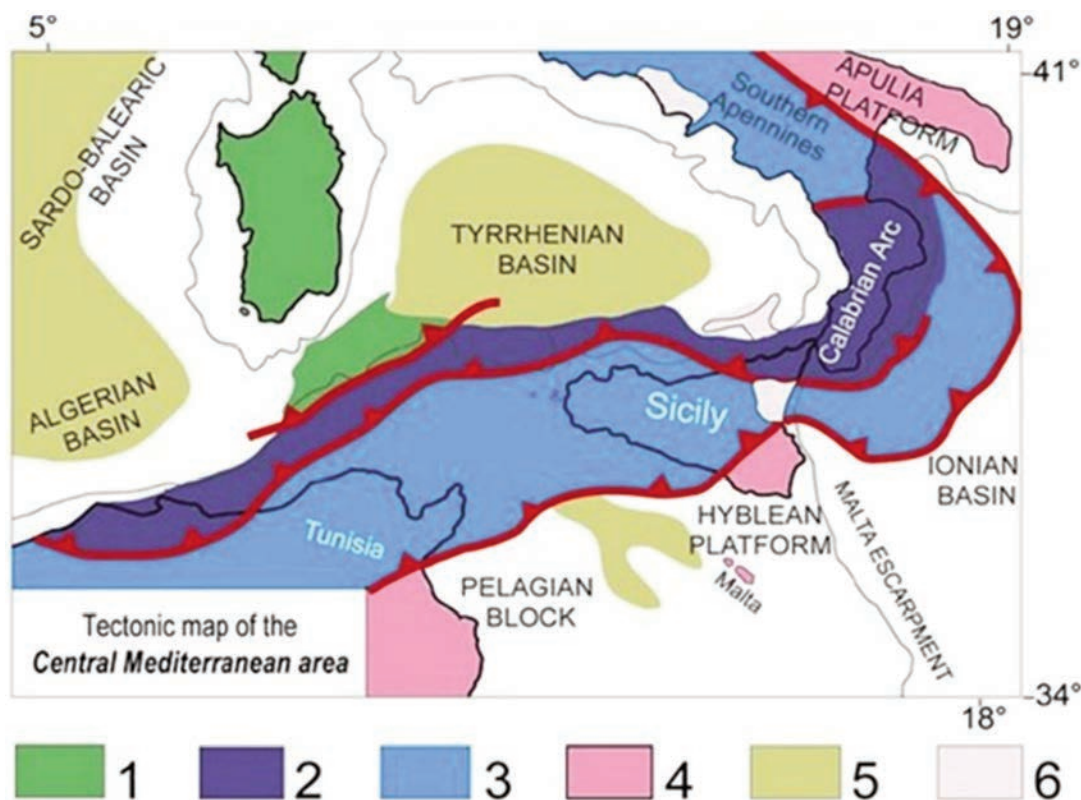 5°
19°
41°
SARDO-BALEARIC
BASIN
APULIA
PLATFORM
Southern
Apennines
TYRRHENIAN
BASIN
Calabrian Arc
ALGERIAN
BASIN
Sicily
IONIAN
BASIN
Tunisia
HYBLEAN
PLATFORM
MALTA ESCARPMENT
Malta
PELAGIAN
BLOCK
Tectonic map of the
Central Mediterranean area
34°
18°
1 2 3 4 5 6